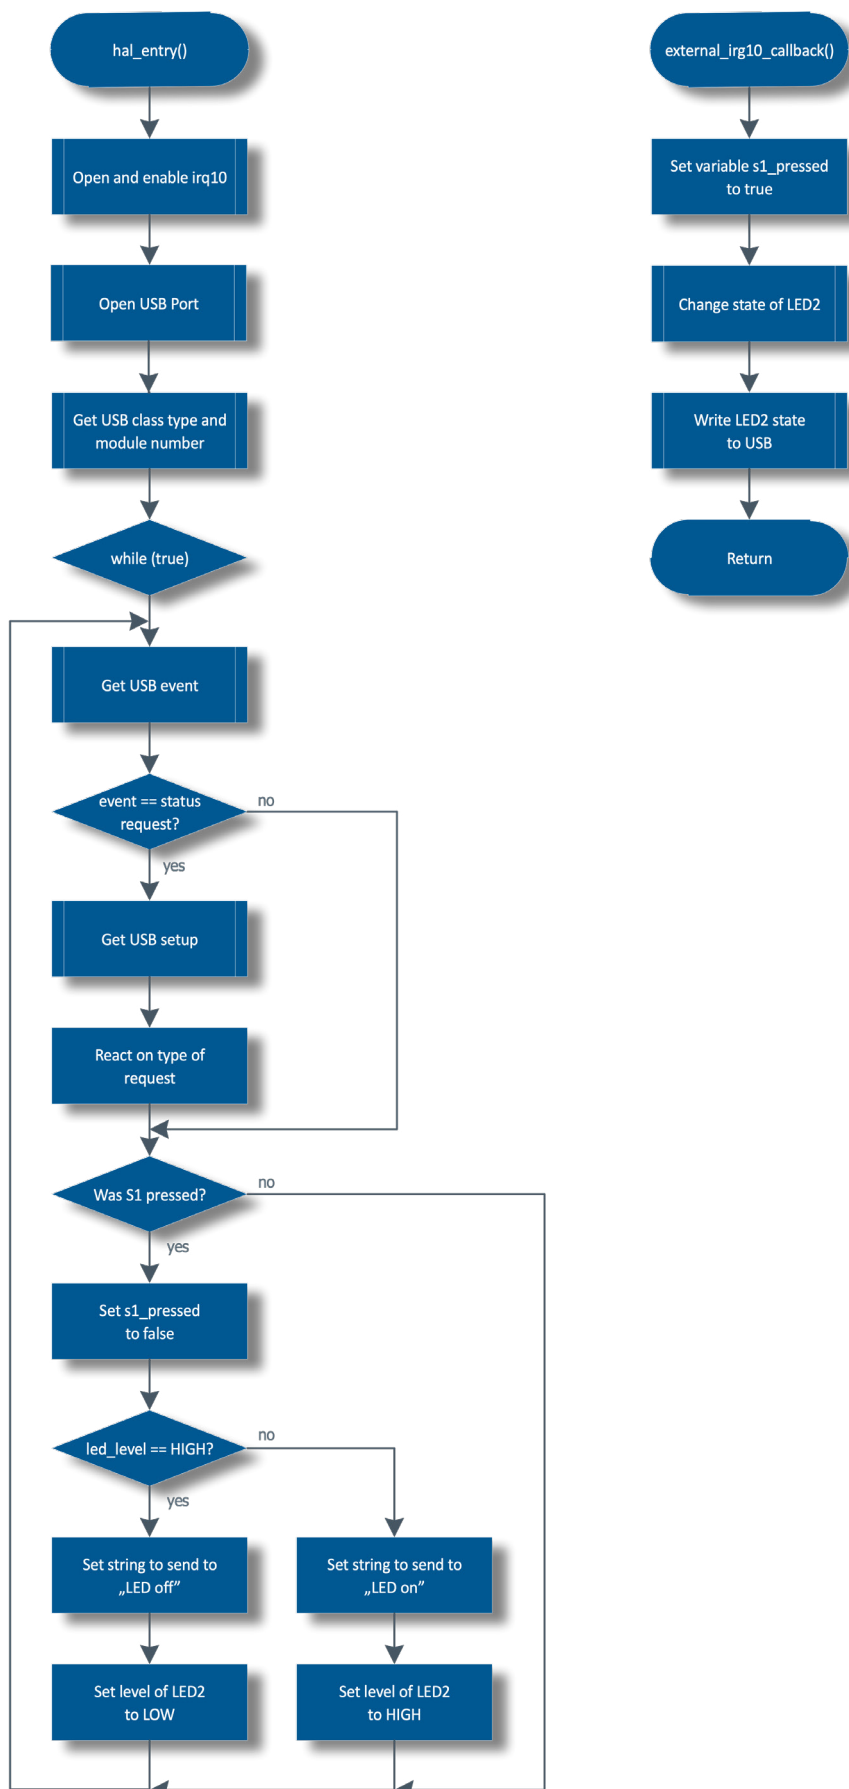 hal_entry()
Open and enable irq10
Open USB Port
Get USB class type and
module number
while (true)
Get USB event
event == status
request?
no
yes
Get USB setup
React on type of
request
Was S1 pressed?
no
yes
Set s1_pressed
to false
led_level == HIGH?
no
yes
Set string to send to
„LED off”
Set string to send to
„LED on”
Set level of LED2
to LOW
Set level of LED2
to HIGH
external_irg10_callback()
Set variable s1_pressed
to true
Change state of LED2
Write LED2 state
to USB
Return